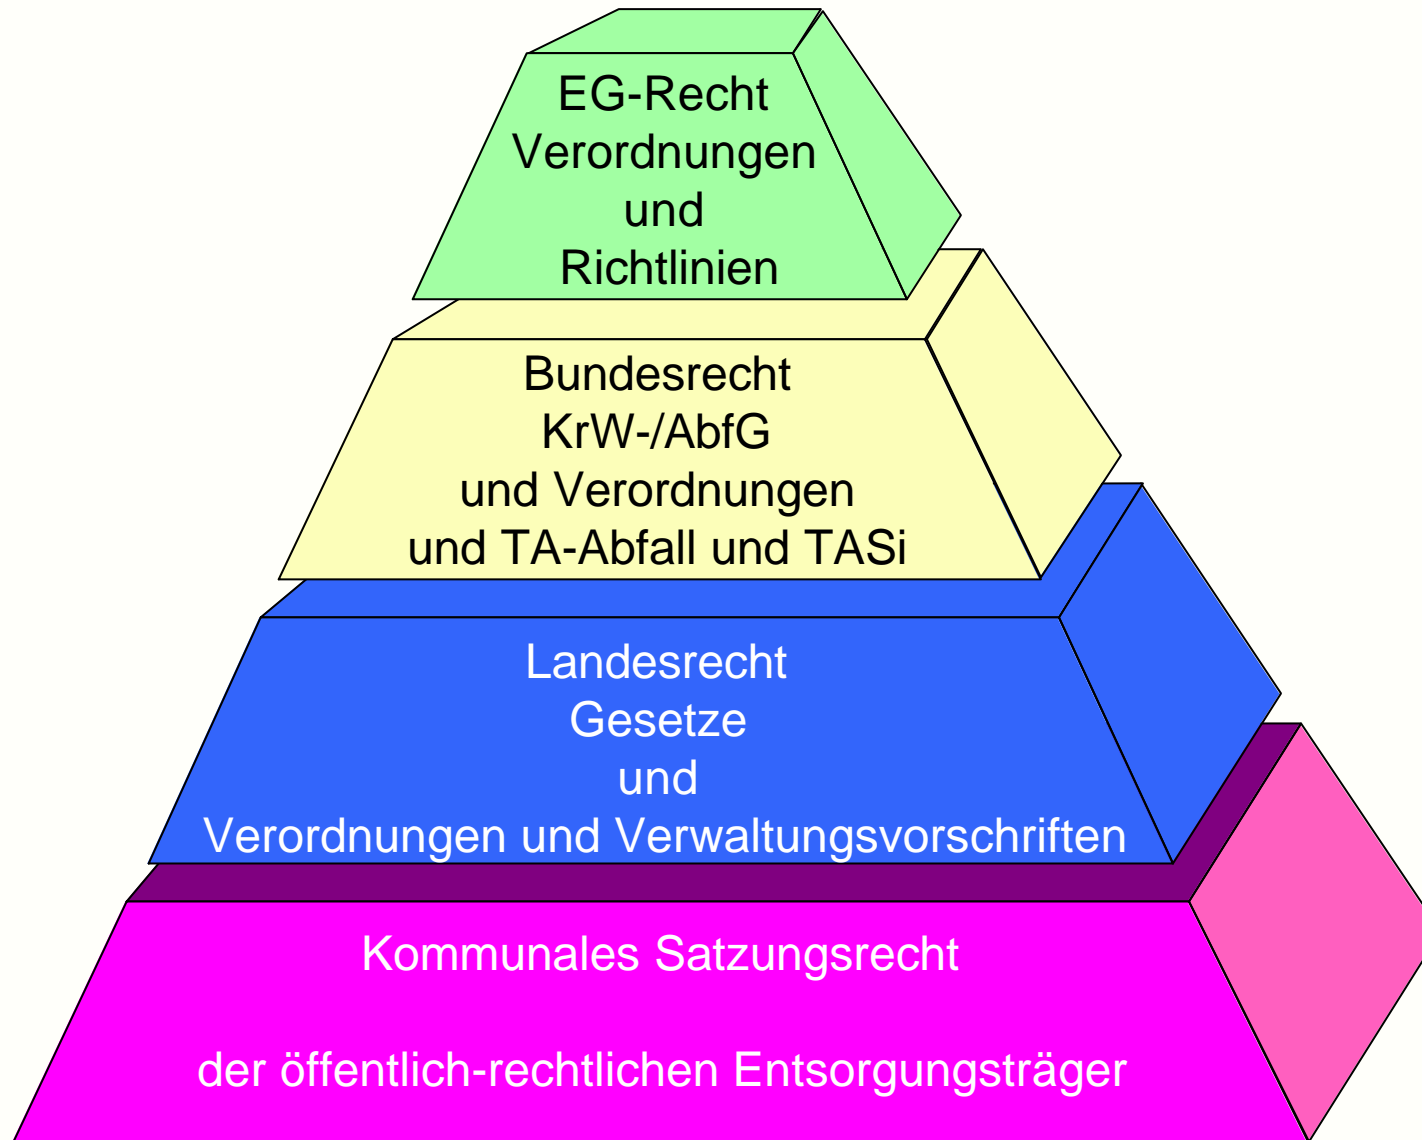 EG-Recht
Verordnungen
und
Richtlinien
Bundesrecht
KrW-/AbfG
und Verordnungen
und TA-Abfall und TASi
Landesrecht
Gesetze
und
Verordnungen und Verwaltungsvorschriften
Kommunales Satzungsrecht
der öffentlich-rechtlichen Entsorgungsträger